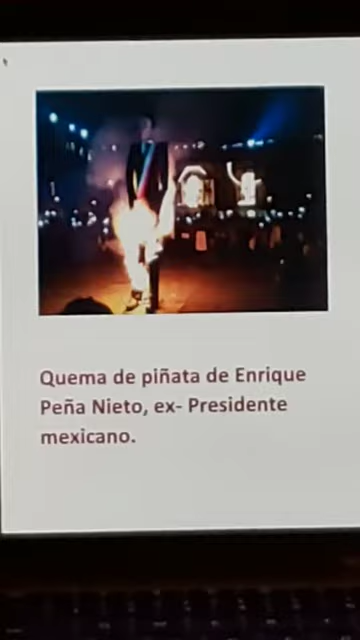 Quema de piñata de Enrique
Peña Nieto, ex- Presidente
mexicano.